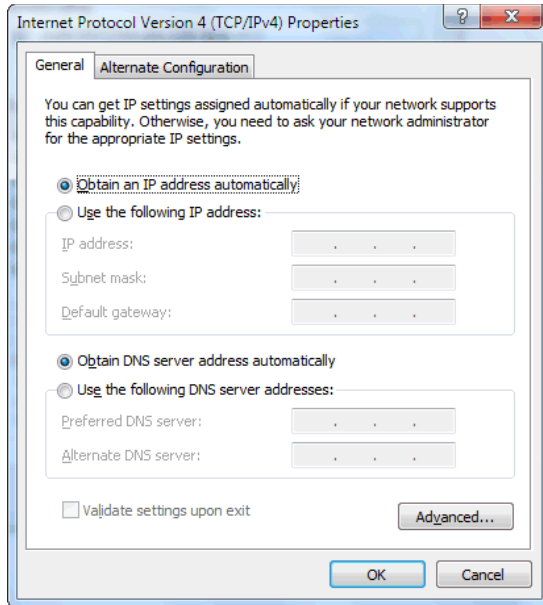 Internet Protocol Version 4 (TCP/IPv4) Properties
?
General
Alternate Configuration
You can get IP settings assigned automatically if your network supports
this capability. Otherwise, you need to ask your network administrator
for the appropriate IP settings.
Obtain an IP address automatically
Use the following IP address:
IP address:
Subnet mask:
Default gateway:
Obtain DNS server address automatically
Use the following DNS server addresses:
Preferred DNS server:
Alternate DNS server:
Validate settings upon exit
Advanced...
OK
Cancel